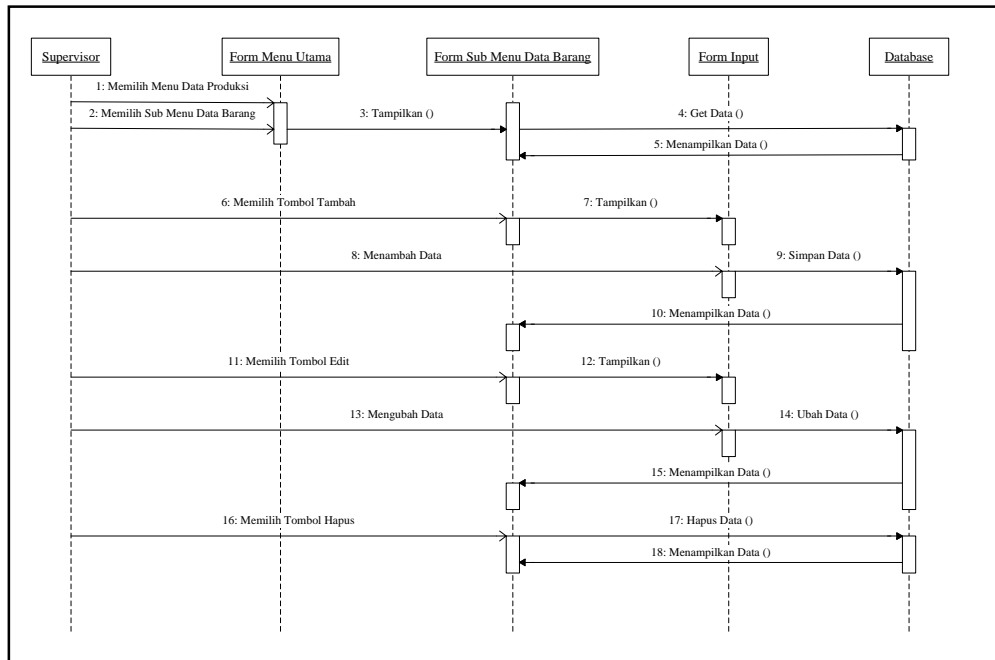 Supervisor
Form Menu Utama
Form Sub Menu Data Barang
Form Input
Database
1: Memilih Menu Data Produksi
2: Memilih Sub Menu Data Barang
3: Tampilkan ()
4: Get Data ()
5: Menampilkan Data ()
6: Memilih Tombol Tambah
7: Tampilkan ()
8: Menambah Data
9: Simpan Data ()
10: Menampilkan Data ()
11: Memilih Tombol Edit
12: Tampilkan ()
13: Mengubah Data
14: Ubah Data ()
15: Menampilkan Data ()
16: Memilih Tombol Hapus
17: Hapus Data ()
18: Menampilkan Data ()